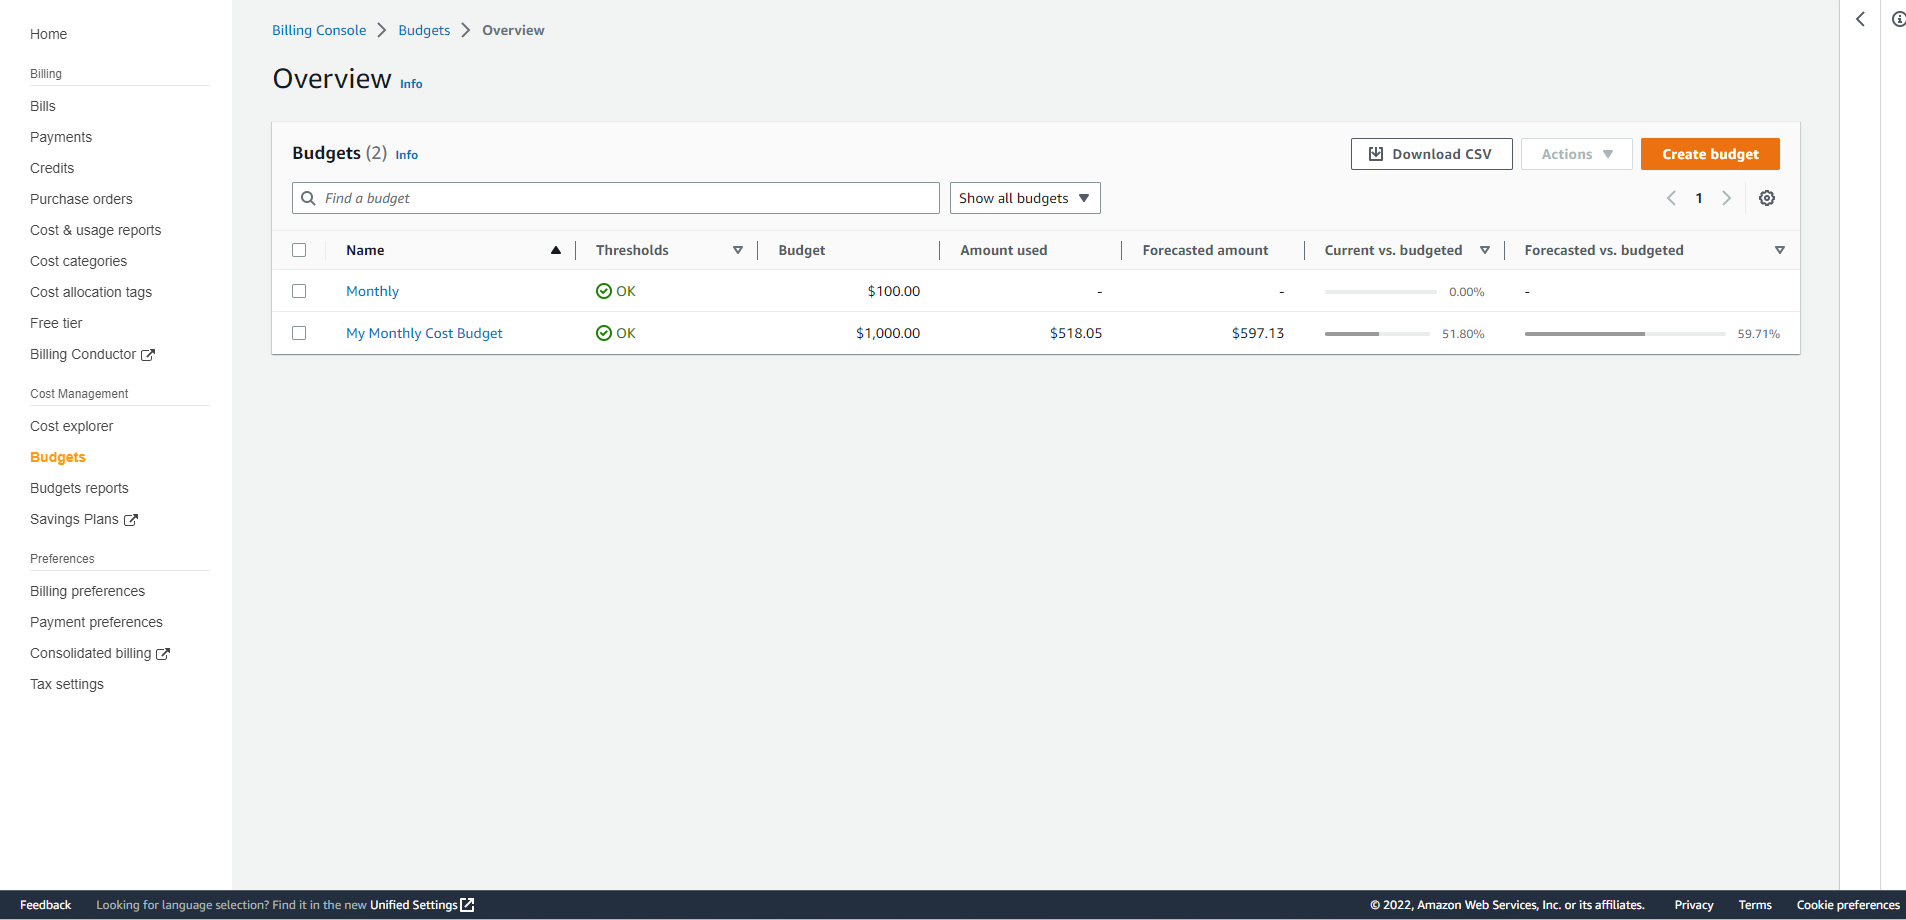 Home
Billing
Bills
Payments
Credits
Purchase orders
Cost & usage reports
Cost categories
Cost allocation tags
Free tier
Billing Conductor
Cost Management
Cost explorer
Budgets
Budgets reports
Savings Plans
Preferences
Billing preferences
Payment preferences
Consolidated billing
Tax settings
Billing Console > Budgets > Overview
Overview Info
Budgets (2) Info
Download CSV Actions Create budget
Find a budget Show all budgets 1
Name Thresholds Budget Amount used Forecasted amount Current vs. budgeted Forecasted vs. budgeted
Monthly OK $100.00 - - 0.00% -
My Monthly Cost Budget OK $1,000.00 $518.05 $597.13 51.80% 59.71%
Feedback Looking for language selection? Find it in the new Unified Settings © 2022, Amazon Web Services, Inc. or its affiliates. Privacy Terms Cookie preferences